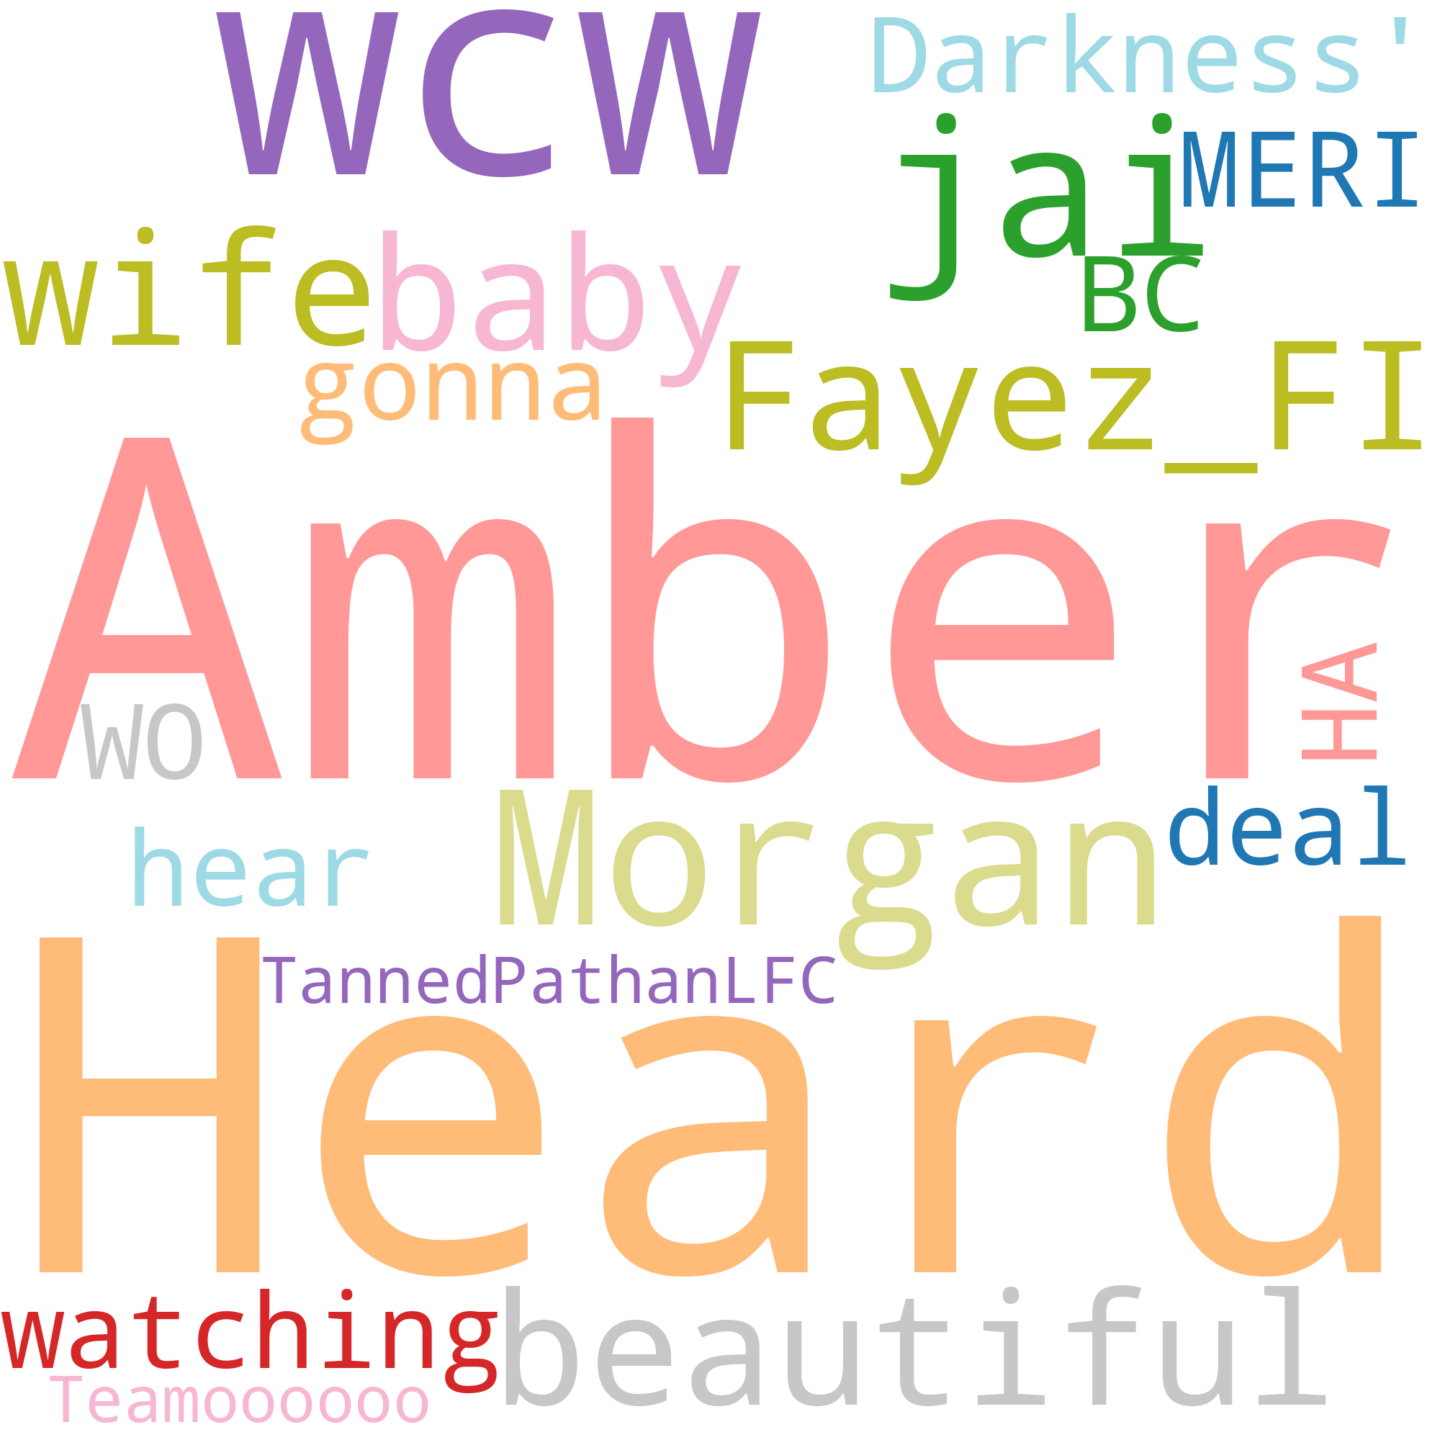 WCW
Darkness'
jai
MERI
wife
baby
BC
gonna
Fayez_FI
Amber
HA
WO
Morgan
deal
hear
Heard
TannedPathanLFC
watching
beautiful
Teamoooooo